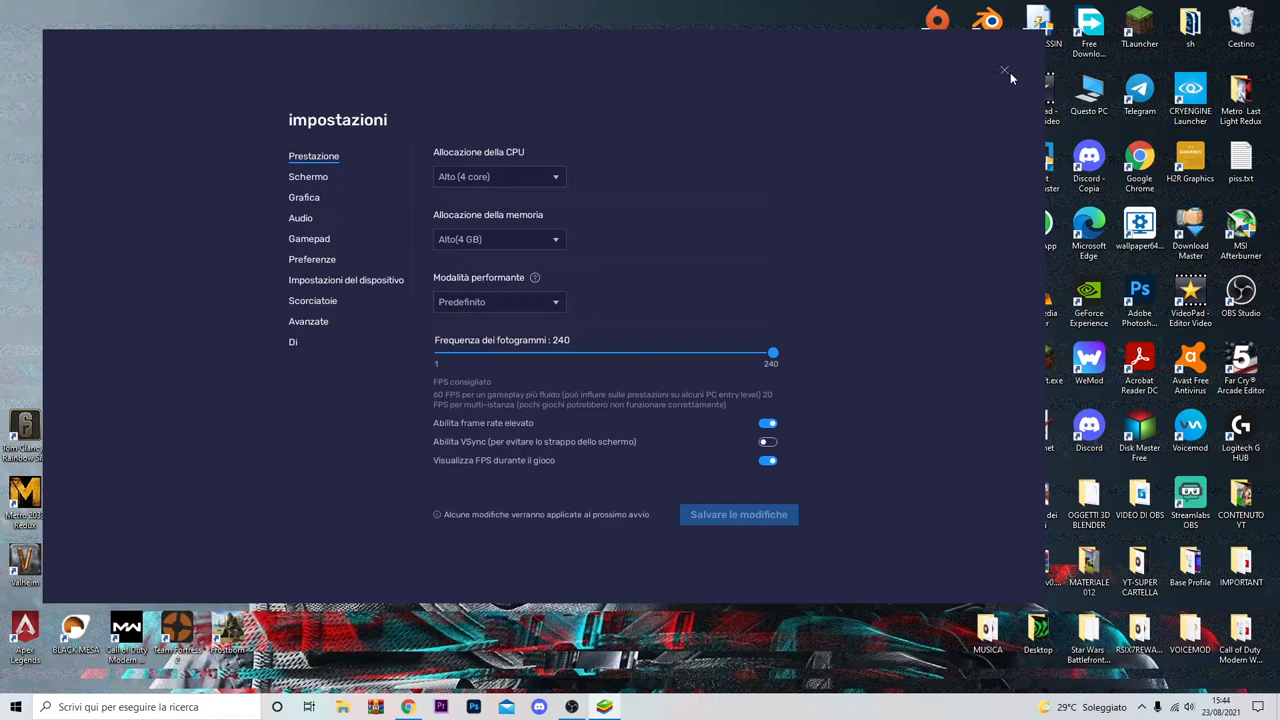 impostazioni
Prestazione
Schermo
Grafica
Audio
Gamepad
Preferenze
Impostazioni del dispositivo
Scorciatoie
Avanzate
Di
Allocazione della CPU
Alto (4 core)
Allocazione della memoria
Alto(4 GB)
Modalità performante
Predefinito
Frequenza dei fotogrammi : 240
1
240
FPS consigliato
60 FPS per un gameplay più fluido (può influire sulle prestazioni su alcuni PC entry level) 20
FPS per multi-istanza (pochi giochi potrebbero non funzionare correttamente)
Abilita frame rate elevato
Abilita VSync (per evitare lo strappo dello schermo)
Visualizza FPS durante il gioco
Alcune modifiche verranno applicate al prossimo avvio
Salvare le modifiche
Free
Downlo...
TLauncher
sh
Cestino
Questo PC
Telegram
CRYENGINE
Launcher
Metro Last
Light Redux
Discord -
Copia
Google
Chrome
H2R Graphics
piss.txt
Microsoft
Edge
wallpaper64...
Download
Master
MSI
Afterburner
GeForce
Experience
Adobe
Photosh...
VideoPad -
Editor Video
OBS Studio
WeMod
Acrobat
Reader DC
Avast Free
Antivirus
Far Cry®
Arcade Editor
Discord
Disk Master
Free
Voicemod
Logitech G
HUB
OGGETTI 3D
BLENDER
VIDEO DI YT
Streamlabs
OBS
CONTENUTO
YT
MATERIALE
012
YT-SUPER
CARTELLA
Base Profile
IMPORTANT
MUSICA
Desktop
Star Wars
Battlefront...
RSIX7REWA...
VOICEMOD
Call of Duty
Modern W...
Tom Clancy
Rainbow Si
Metro 2033
Redux
Valheim
Apex
Legends
BLACK MESA
Call of Duty
Modern ...
Team Fortress
2
Frostborn
Scrivi qui per eseguire la ricerca
29°C Soleggiato
15:44
23/08/2021